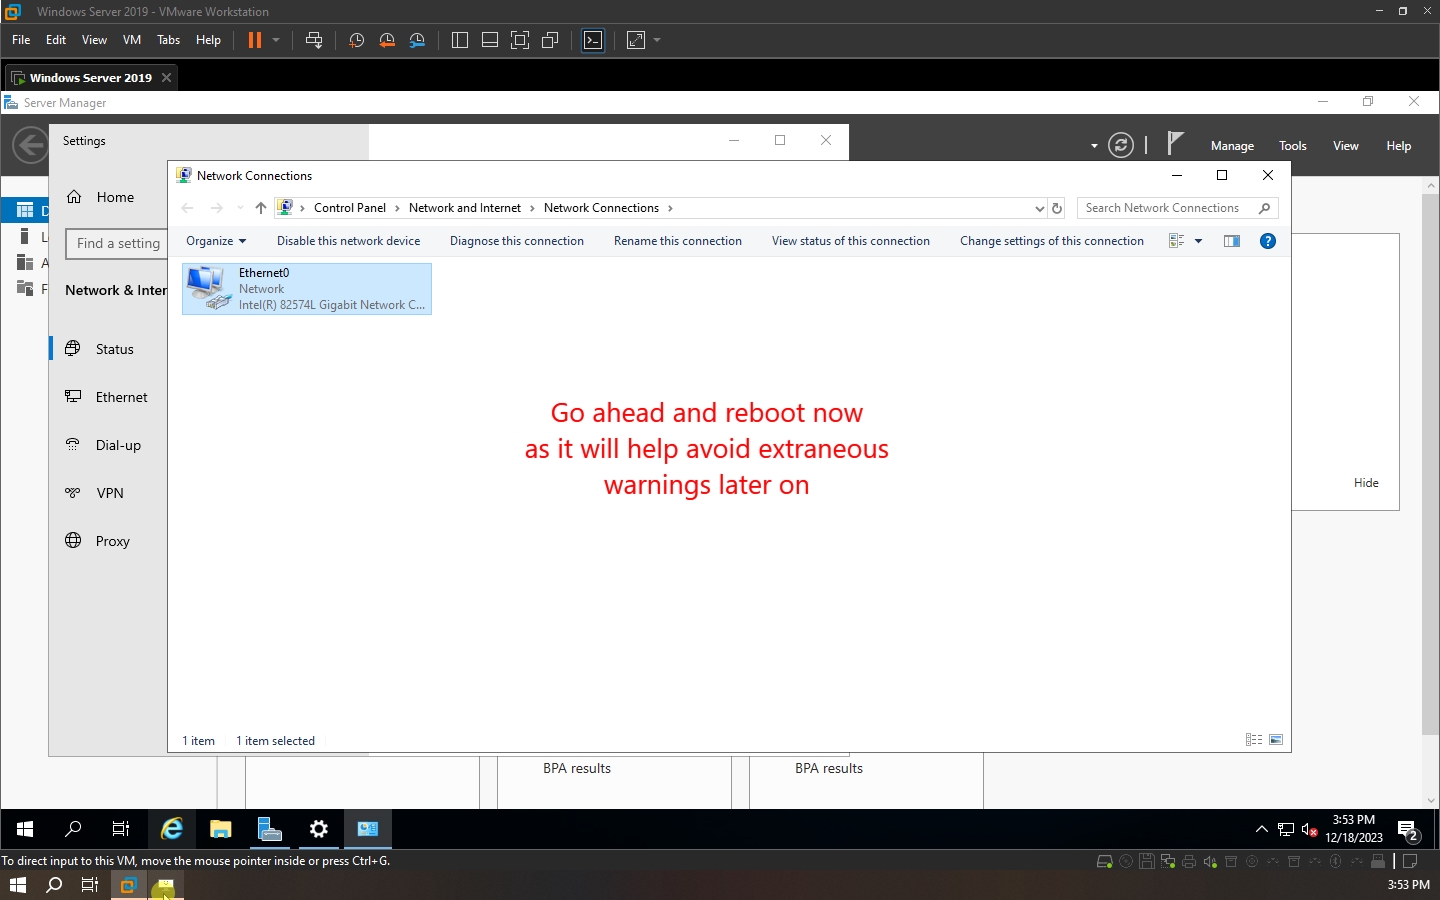 Windows Server 2019 - VMware Workstation
File Edit View VM Tabs Help
Windows Server 2019
Server Manager
Settings
Manage Tools View Help
Network Connections
Home
Control Panel Network and Internet Network Connections
Search Network Connections
Find a setting
Organize Disable this network device Diagnose this connection Rename this connection View status of this connection Change settings of this connection
Ethernet0
Network
Intel(R) 82574L Gigabit Network C...
Network & Inter
Status
Ethernet
Dial-up
VPN
Proxy
Go ahead and reboot now
as it will help avoid extraneous
warnings later on
Hide
1 item 1 item selected
BPA results BPA results
3:53 PM
12/18/2023
2
To direct input to this VM, move the mouse pointer inside or press Ctrl+G.
3:53 PM